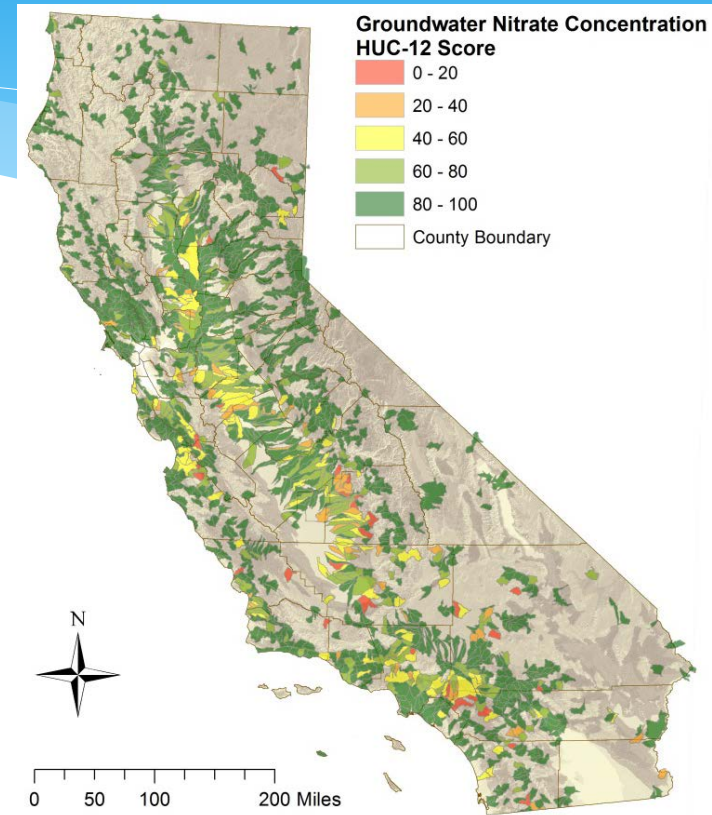 Groundwater Nitrate Concentration
HUC-12 Score
0 - 20
20 - 40
40 - 60
60 - 80
80 - 100
County Boundary
N
0 50 100 200 Miles